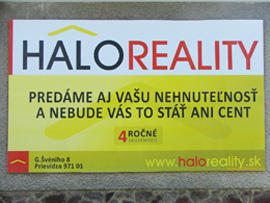 HALOREALITY
PREDÁME AJ VAŠU NEHNUTEĽNOSŤ
A NEBUDE VÁS TO STÁŤ ANI CENT
4 ROČNÉ
G. Švéniho 8
Prievidza 971 01
www.haloreality.sk